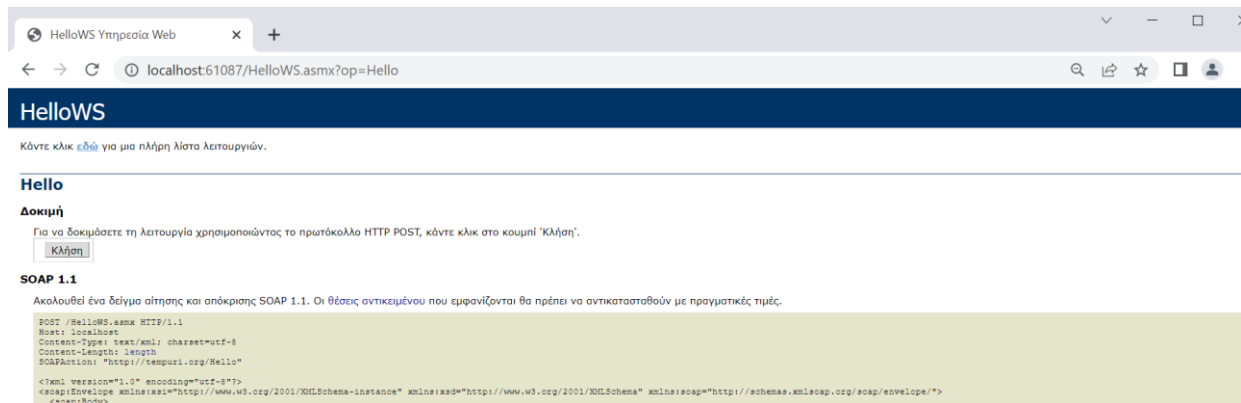 HelloWS Υπηρεσία Web
localhost:61087/HelloWS.asmx?op=Hello
HelloWS
Κάντε κλικ εδώ για μια πλήρη λίστα λειτουργιών.
Hello
Δοκιμή
Για να δοκιμάσετε τη λειτουργία χρησιμοποιώντας το πρωτόκολλο HTTP POST, κάντε κλικ στο κουμπί 'Κλήση'.
Κλήση
SOAP 1.1
Ακολουθεί ένα δείγμα αίτησης και απόκρισης SOAP 1.1. Οι θέσεις αντικειμένου που εμφανίζονται θα πρέπει να αντικατασταθούν με πραγματικές τιμές.
POST /HelloWS.asmx HTTP/1.1
Host: localhost
Content-Type: text/xml; charset=utf-8
Content-Length: length
SOAPAction: "http://tempuri.org/Hello"
<?xml version="1.0" encoding="utf-8"?>
<soap:Envelope xmlns:xsi="http://www.w3.org/2001/XMLSchema-instance" xmlns:xsd="http://www.w3.org/2001/XMLSchema" xmlns:soap="http://schemas.xmlsoap.org/soap/envelope/">
<soap:Body>